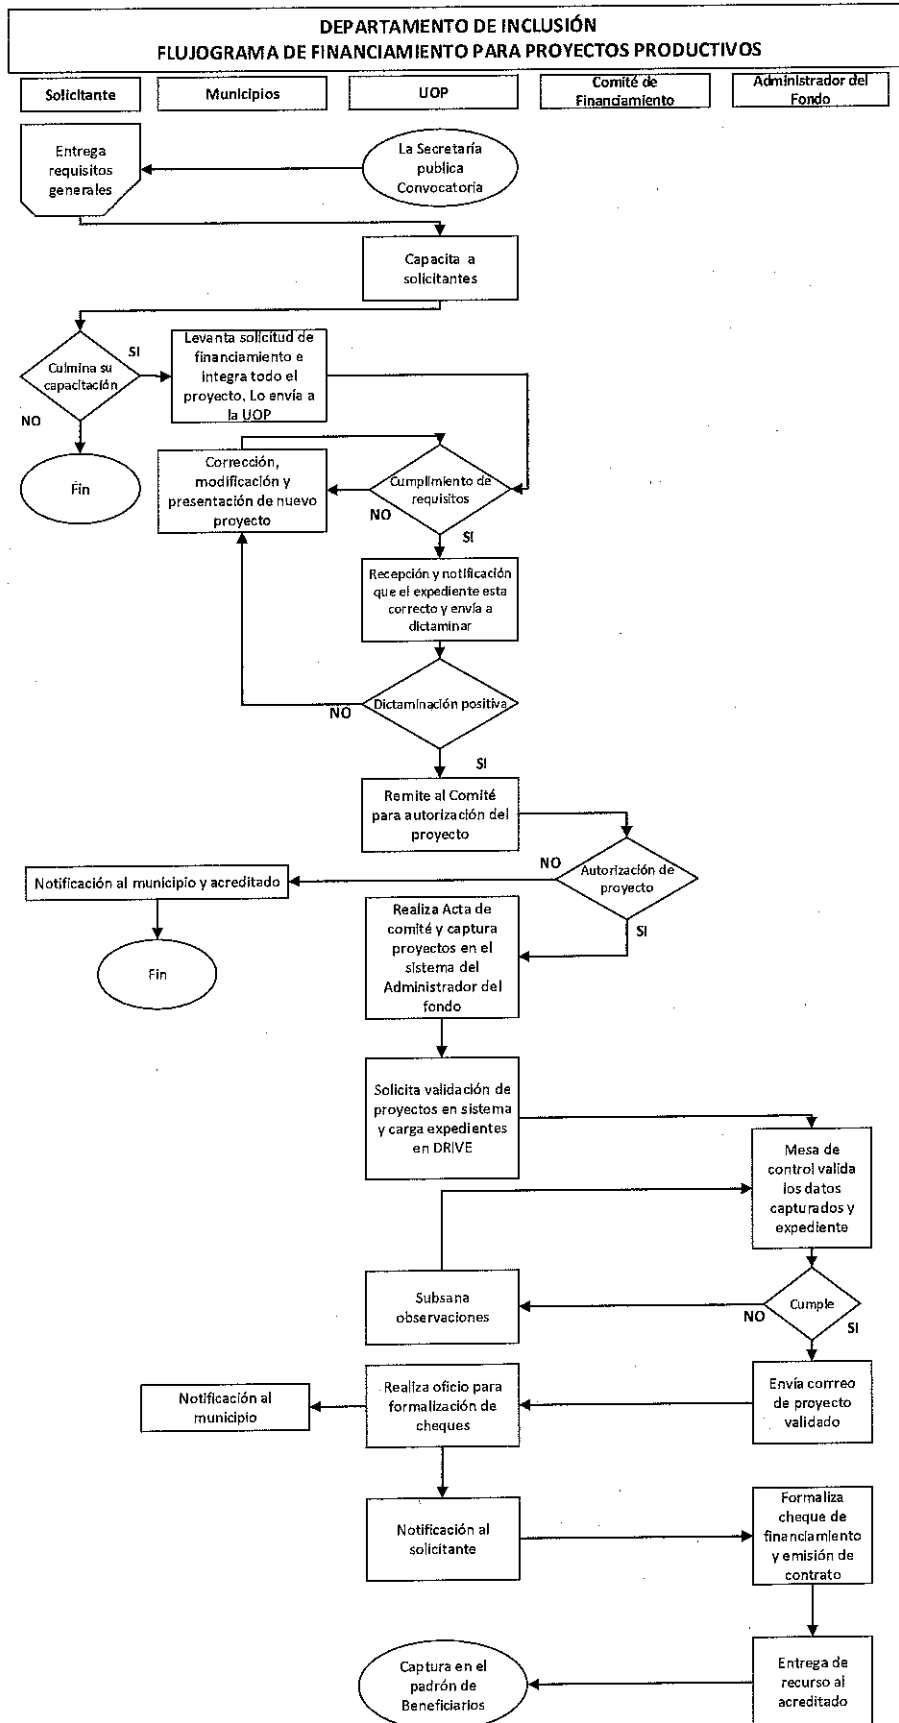 DEPARTAMENTO DE INCLUSIÓN
FLUJOGRAMA DE FINANCIAMIENTO PARA PROYECTOS PRODUCTIVOS
Solicitante
Municipios
UOP
Comité de
Financiamiento
Administrador del
Fondo
Entrega
requisitos
generales
La Secretaría
publica
Convocatoria
Capacita a
solicitantes
Culmina su
capacitación
SI
NO
Levanta solicitud de
financiamiento e
integra todo el
proyecto. Lo envía a
la UOP
Fin
Corrección,
modificación y
presentación de nuevo
proyecto
Cumplimiento de
requisitos
NO
SI
Recepción y notificación
que el expediente esta
correcto y envía a
dictaminar
Dictaminación positiva
NO
SI
Remite al Comité
para autorización del
proyecto
Autorización de
proyecto
NO
SI
Notificación al municipio y acreditado
Fin
Realiza Acta de
comité y captura
proyectos en el
sistema del
Administrador del
fondo
Solicita validación de
proyectos en sistema
y carga expedientes
en DRIVE
Mesa de
control valida
los datos
capturados y
expediente
Subsana
observaciones
Cumple
NO
SI
Notificación al
municipio
Realiza oficio para
formalización de
cheques
Envía correo
de proyecto
validado
Notificación al
solicitante
Formaliza
cheque de
financiamiento
y emisión de
contrato
Captura en el
padrón de
Beneficiarios
Entrega de
recurso al
acreditado